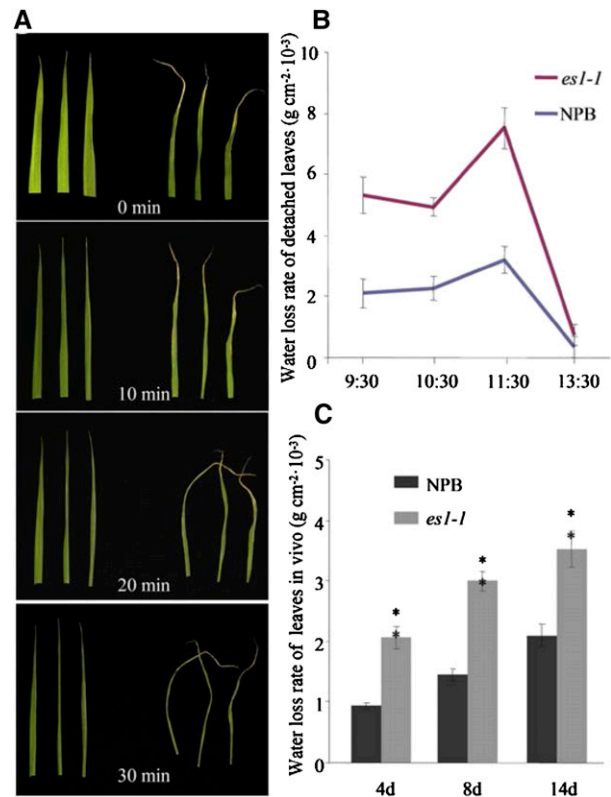 A
0 min
10 min
20 min
30 min
B
Water loss rate of detached leaves (g cm⁻²·10⁻³)
10
8
6
4
2
0
es1-1
NPB
9:30 10:30 11:30 13:30
C
Water loss rate of leaves in vivo (g cm⁻²·10⁻³)
5
4
3
2
1
0
NPB
es1-1
*
*
*
*
*
*
4d 8d 14d